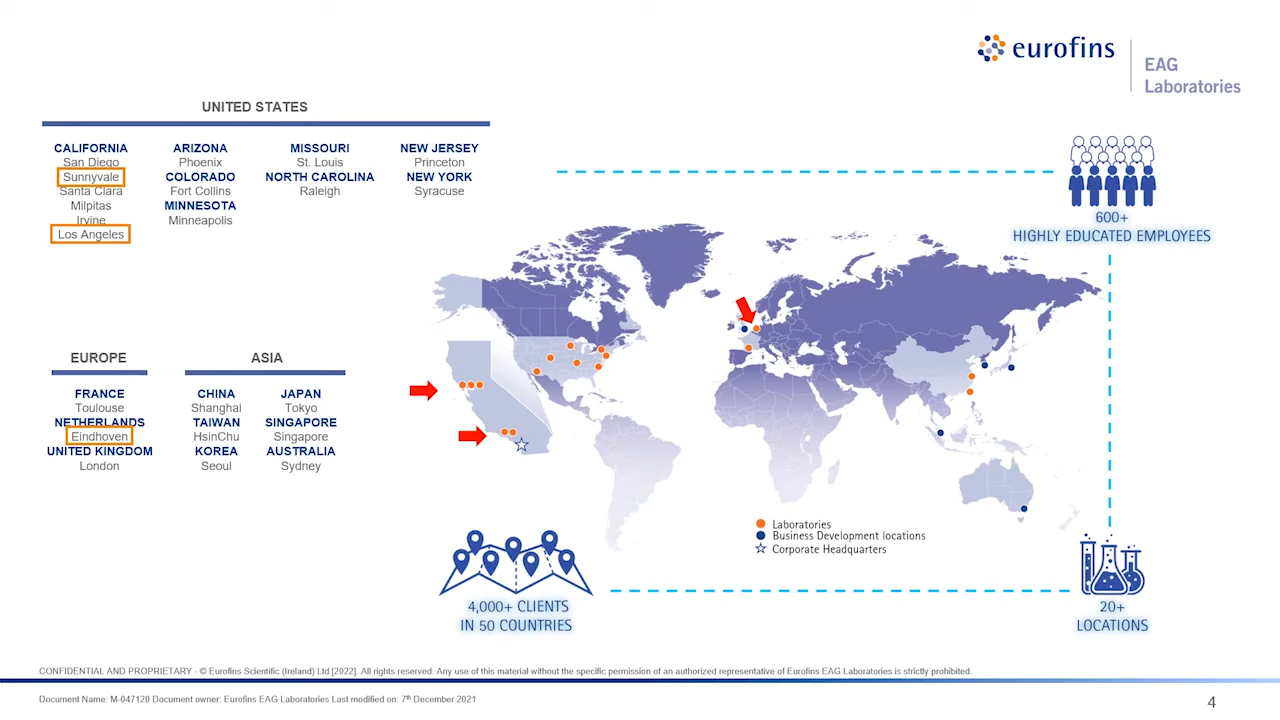 eurofins
EAG
Laboratories
UNITED STATES
CALIFORNIA
San Diego
Sunnyvale
Santa Clara
Milpitas
Irvine
Los Angeles
ARIZONA
Phoenix
COLORADO
Fort Collins
MINNESOTA
Minneapolis
MISSOURI
St. Louis
NORTH CAROLINA
Raleigh
NEW JERSEY
Princeton
NEW YORK
Syracuse
600+
HIGHLY EDUCATED EMPLOYEES
EUROPE
FRANCE
Toulouse
NETHERLANDS
Eindhoven
UNITED KINGDOM
London
ASIA
CHINA
Shanghai
TAIWAN
HsinChu
KOREA
Seoul
JAPAN
Tokyo
SINGAPORE
Singapore
AUSTRALIA
Sydney
Laboratories
Business Development locations
Corporate Headquarters
4,000+ CLIENTS
IN 50 COUNTRIES
20+
LOCATIONS
CONFIDENTIAL AND PROPRIETARY - © Eurofins Scientific (Ireland) Ltd [2022]. All rights reserved. Any use of this material without the specific permission of an authorized representative of Eurofins EAG Laboratories is strictly prohibited.
Document Name: M-047120 Document owner: Eurofins EAG Laboratories Last modified on: 7th December 2021
4